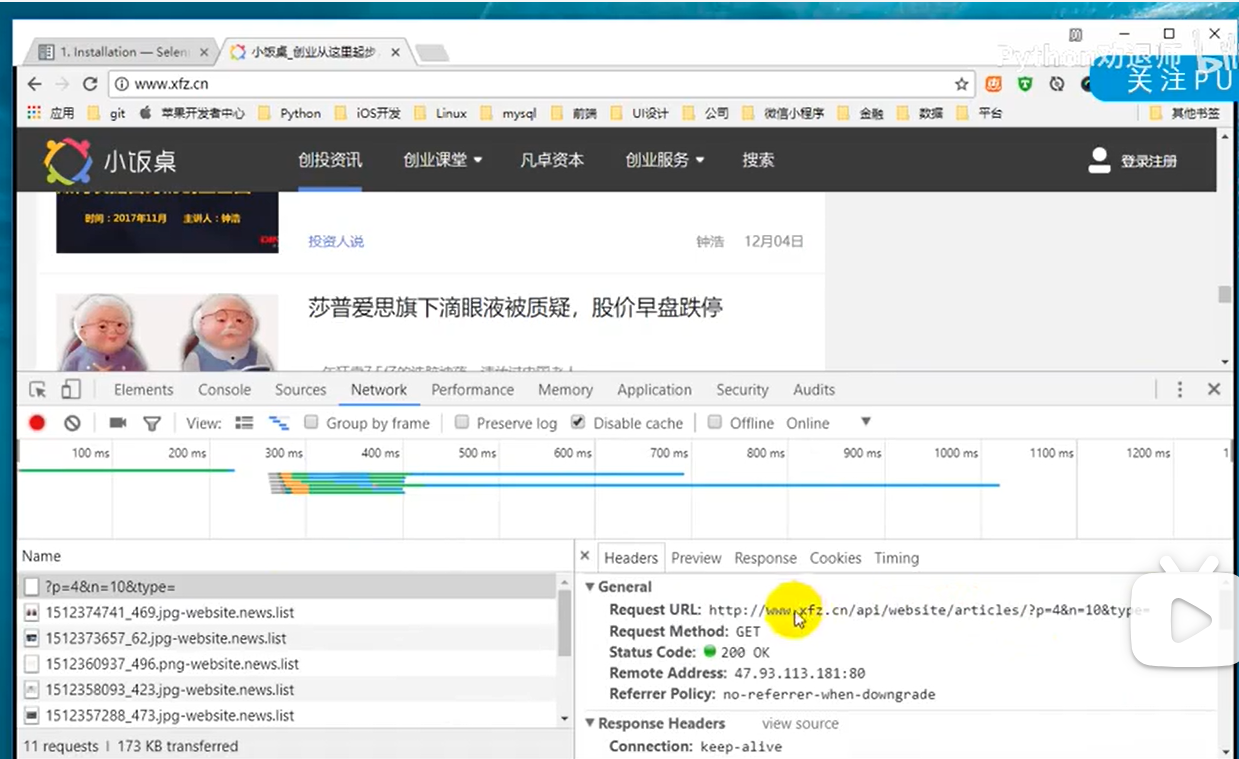 1. Installation — Selen
小饭桌_创业从这里起步
Python劝退师
关注PU
www.xfz.cn
应用 git 苹果开发者中心 Python iOS开发 Linux mysql 前端 UI设计 公司 微信小程序 金融 数据 平台 其他书签
小饭桌 创投资讯 创业课堂 凡卓资本 创业服务 搜索 登录注册
时间：2017年11月 主讲人：钟浩
投资人说 钟浩 12月04日
莎普爱思旗下滴眼液被质疑，股价早盘跌停
Elements Console Sources Network Performance Memory Application Security Audits
View: Group by frame Preserve log Disable cache Offline Online
100 ms 200 ms 300 ms 400 ms 500 ms 600 ms 700 ms 800 ms 900 ms 1000 ms 1100 ms 1200 ms 1
Name
Headers Preview Response Cookies Timing
?p=4&n=10&type=
1512374741_469.jpg-website.news.list
1512373657_62.jpg-website.news.list
1512360937_496.png-website.news.list
1512358093_423.jpg-website.news.list
1512357288_473.jpg-website.news.list
11 requests | 173 KB transferred
General
Request URL: http://www.xfz.cn/api/website/articles/?p=4&n=10&type=
Request Method: GET
Status Code: 200 OK
Remote Address: 47.93.113.181:80
Referrer Policy: no-referrer-when-downgrade
Response Headers view source
Connection: keep-alive